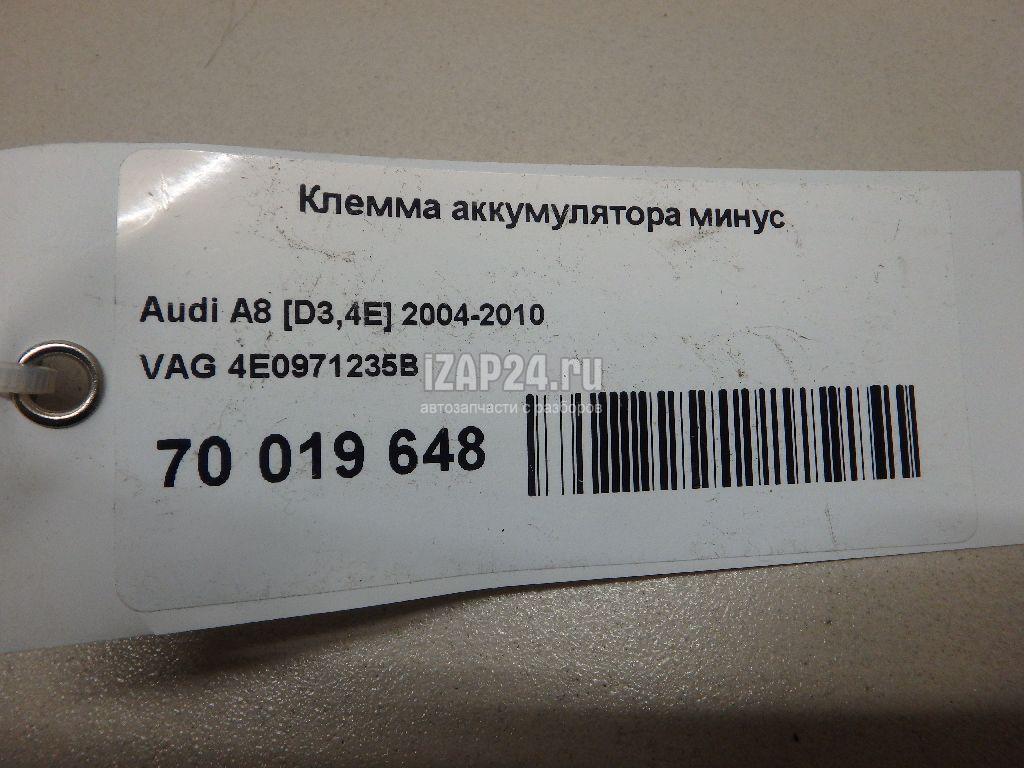 Клемма аккумулятора минус
Audi A8 [D3,4E] 2004-2010
VAG 4E0971235B
iZAP24.ru
автозапчасти с разборов
70 019 648